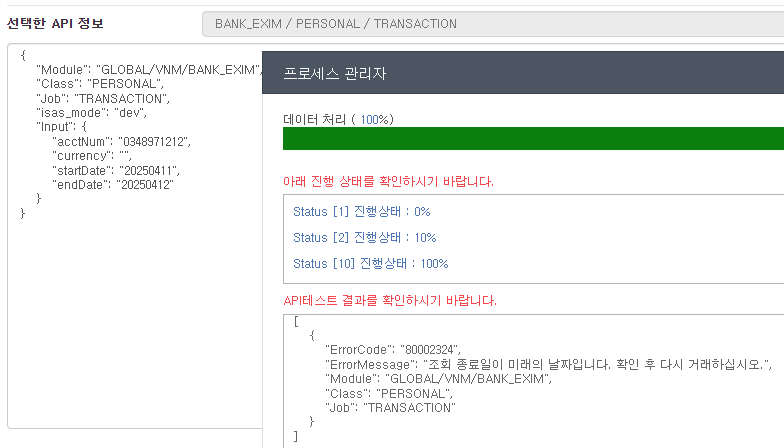 선택한 API 정보
BANK_EXIM / PERSONAL / TRANSACTION
{
"Module": "GLOBAL/VNM/BANK_EXIM",
"Class": "PERSONAL",
"Job": "TRANSACTION",
"isas_mode": "dev",
"Input": {
"acctNum": "0348971212",
"currency": "",
"startDate": "20250411",
"endDate": "20250412"
}
}
프로세스 관리자
데이터 처리 ( 100%)
아래 진행 상태를 확인하시기 바랍니다.
Status [1] 진행상태 : 0%
Status [2] 진행상태 : 10%
Status [10] 진행상태 : 100%
API테스트 결과를 확인하시기 바랍니다.
[
{
"ErrorCode": "80002324",
"ErrorMessage": "조회 종료일이 미래의 날짜입니다. 확인 후 다시 거래하십시오.",
"Module": "GLOBAL/VNM/BANK_EXIM",
"Class": "PERSONAL",
"Job": "TRANSACTION"
}
]